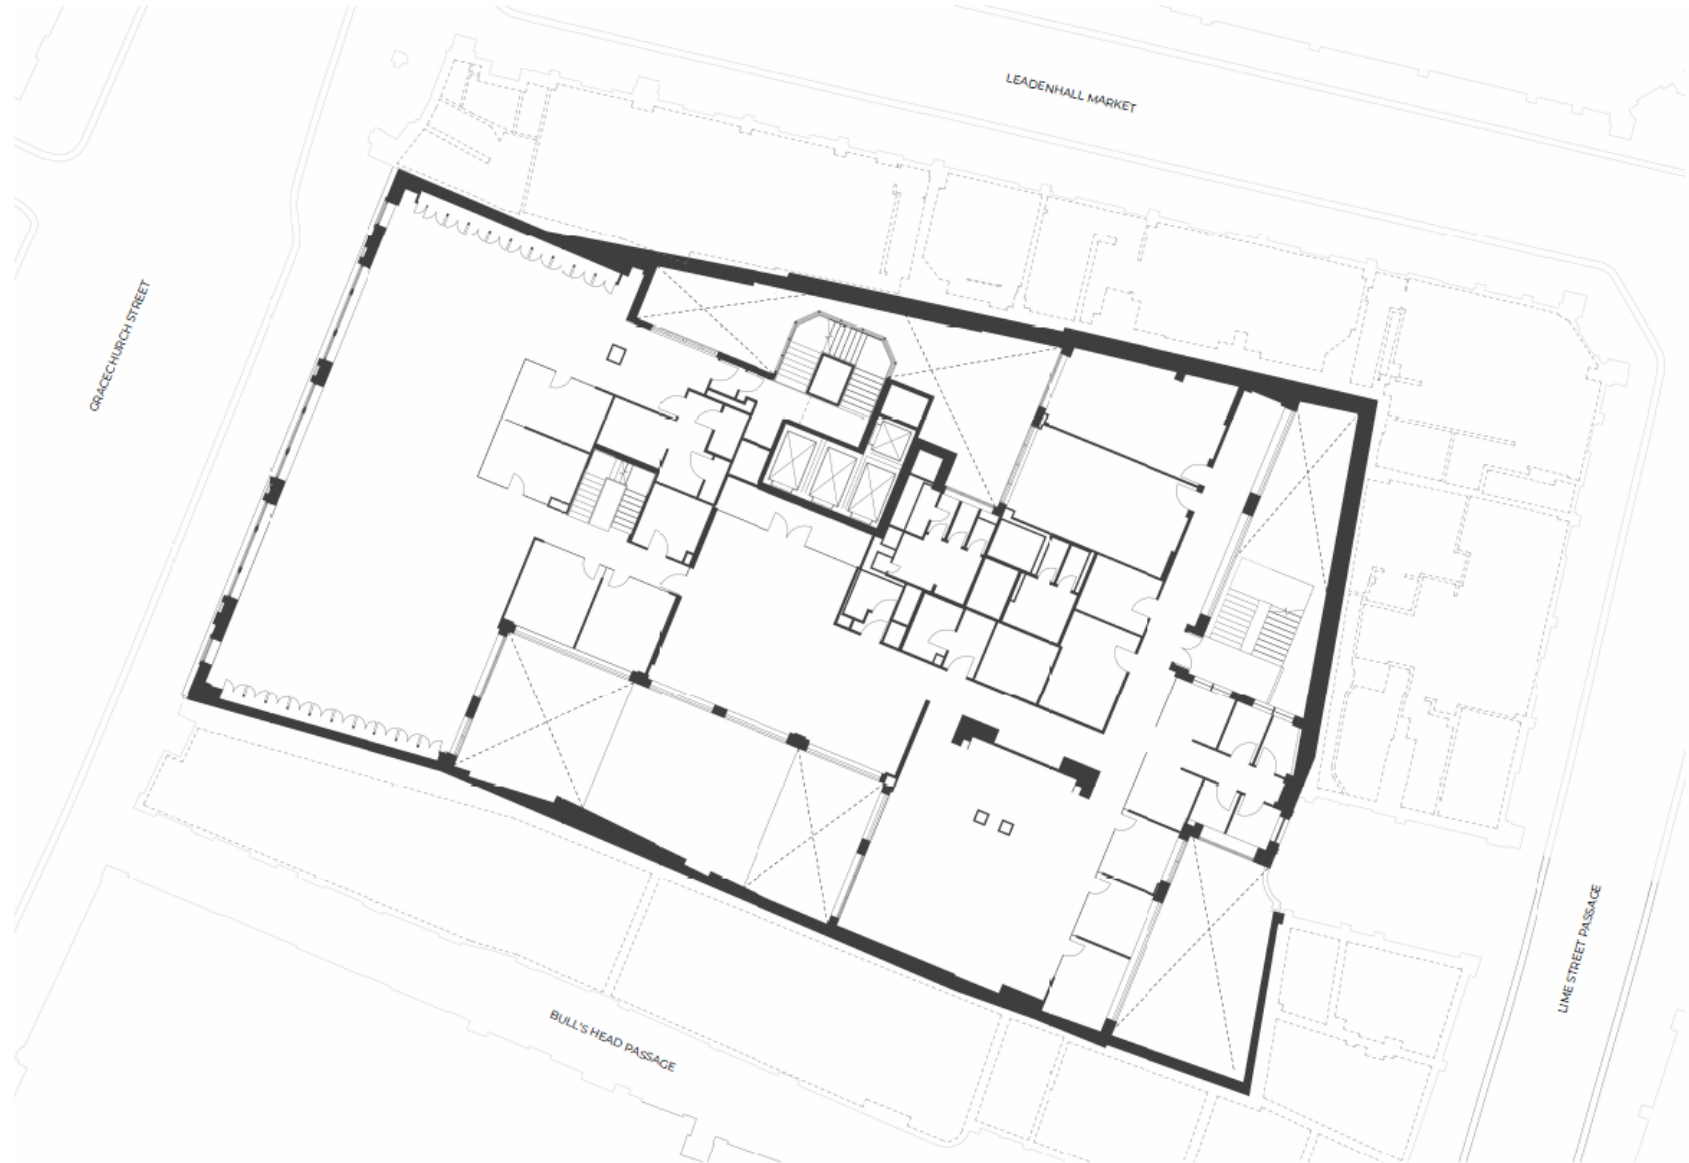 LEADENHALL MARKET
GRACECHURCH STREET
LIME STREET PASSAGE
BULL'S HEAD PASSAGE